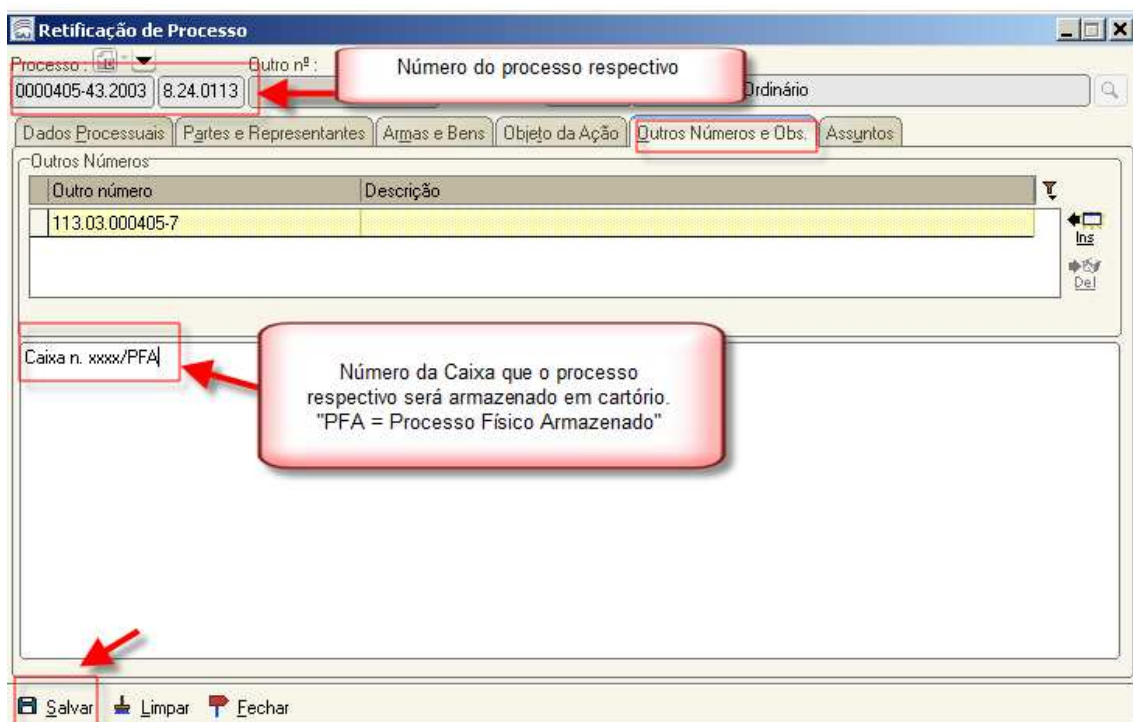 Retificação de Processo
Processo :
Outro nº :
Número do processo respectivo
0000405-43.2003 8.24.0113
Ordinário
Dados Processuais Partes e Representantes Armas e Bens Objeto da Ação Outros Números e Obs. Assuntos
Outros Números
Outro número Descrição
113.03.000405-7
Ins
Del
Caixa n. xxxx/PFA
Número da Caixa que o processo
respectivo será armazenado em cartório.
"PFA = Processo Físico Armazenado"
Salvar Limpar Fechar